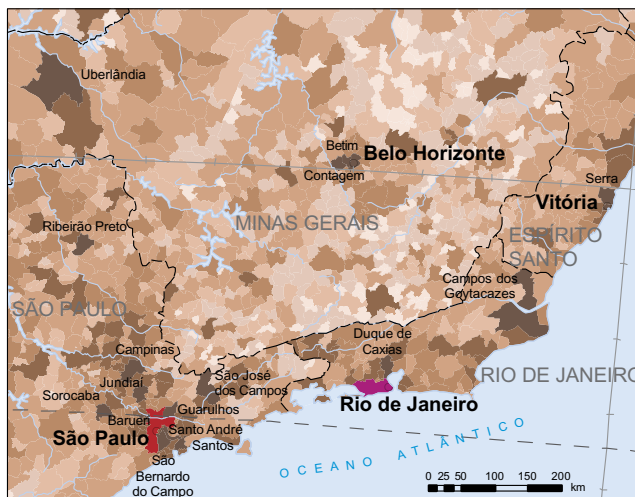 Uberlândia
Betim
Belo Horizonte
Contagem
Serra
Vitória
MINAS GERAIS
Ribeirão Preto
ESPÍRITO
SANTO
Campos dos
Goytacazes
SÃO PAULO
Duque de
Caxias
Campinas
São José
dos Campos
Jundiaí
RIO DE JANEIRO
Sorocaba
Barueri
Guarulhos
Rio de Janeiro
São Paulo
Santo André
Santos
São
Bernardo
do Campo
OCEANO ATLÂNTICO
0 25 50 100 150 200
km